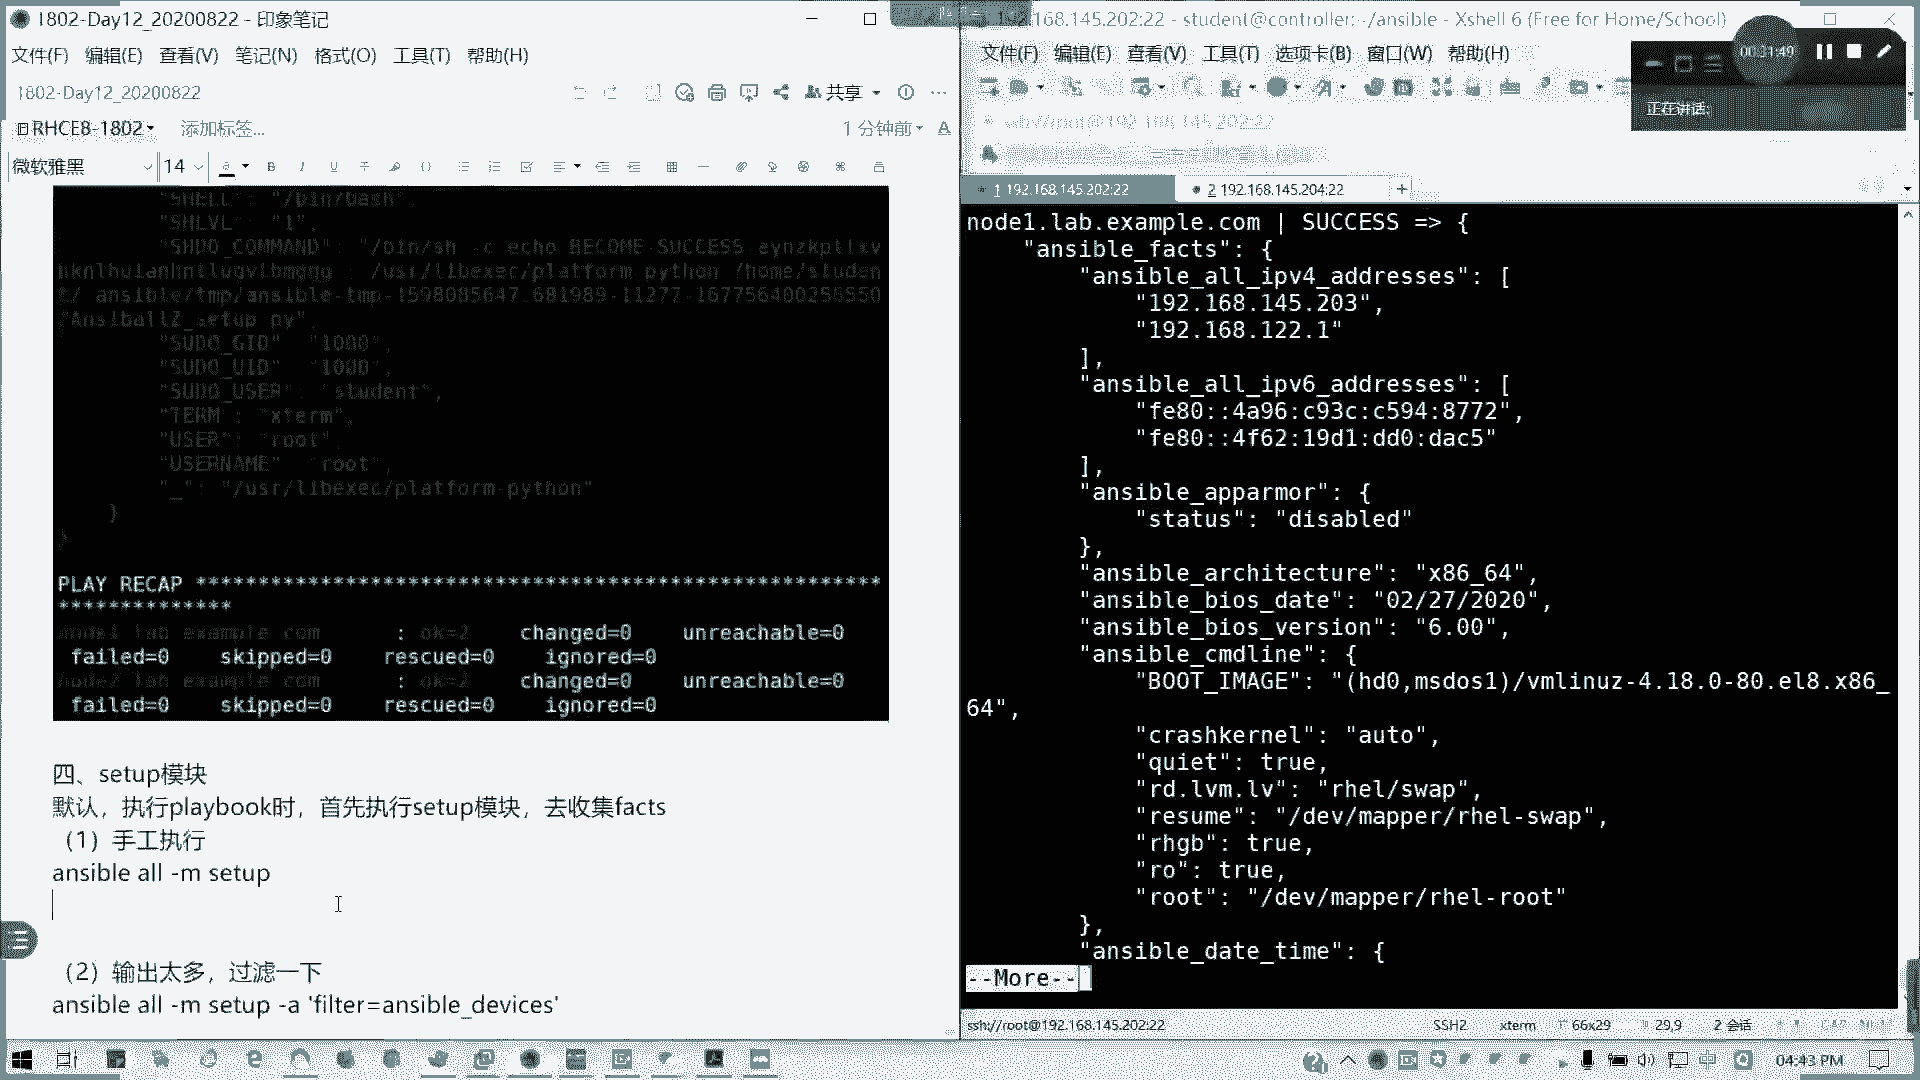 1802-Day12_20200822 - 印象笔记
文件(F) 编辑(E) 查看(V) 笔记(N) 格式(O) 工具(T) 帮助(H)
1802-Day12_20200822
共享
RHCE8-1802 添加标签...
1 分钟前
微软雅黑 14
"SHELL": "/bin/bash",
"SHLVL": "1",
"SUDO_COMMAND": "/bin/sh -c echo BECOME-SUCCESS-
/usr/libexec/platform-python /home/studen
t/.ansible/tmp/ansible-tmp-1598085647.681989-11277-167756400256550
/AnsiballZ_setup.py",
"SUDO_GID": "1000",
"SUDO_UID": "1000",
"SUDO_USER": "student",
"TERM": "xterm",
"USER": "root",
"USERNAME": "root",
"_": "/usr/libexec/platform-python"
}
}
PLAY RECAP *******************************************************
**************
node1.lab.example.com : ok=2 changed=0 unreachable=0
failed=0 skipped=0 rescued=0 ignored=0
node2.lab.example.com : ok=2 changed=0 unreachable=0
failed=0 skipped=0 rescued=0 ignored=0
四、setup模块
默认，执行playbook时，首先执行setup模块，去收集facts
（1）手工执行
ansible all -m setup
（2）输出太多，过滤一下
ansible all -m setup -a 'filter=ansible_devices'
192.168.145.202:22 - student@controller:~/ansible - Xshell 6 (Free for Home/School)
文件(F) 编辑(E) 查看(V) 工具(T) 选项卡(B) 窗口(W) 帮助(H)
00:31:49
正在讲话:
ssh://root@192.168.145.202:22
1 192.168.145.202:22
2 192.168.145.204:22
+
node1.lab.example.com | SUCCESS => {
"ansible_facts": {
"ansible_all_ipv4_addresses": [
"192.168.145.203",
"192.168.122.1"
],
"ansible_all_ipv6_addresses": [
"fe80::4a96:c93c:c594:8772",
"fe80::4f62:19d1:dd0:dac5"
],
"ansible_apparmor": {
"status": "disabled"
},
"ansible_architecture": "x86_64",
"ansible_bios_date": "02/27/2020",
"ansible_bios_version": "6.00",
"ansible_cmdline": {
"BOOT_IMAGE": "(hd0,msdos1)/vmlinuz-4.18.0-80.el8.x86_
64",
"crashkernel": "auto",
"quiet": true,
"rd.lvm.lv": "rhel/swap",
"resume": "/dev/mapper/rhel-swap",
"rhgb": true,
"ro": true,
"root": "/dev/mapper/rhel-root"
},
"ansible_date_time": {
--More--
ssh://root@192.168.145.202:22 SSH2 xterm 66x29 29,9 2 会话
中 04:43 PM